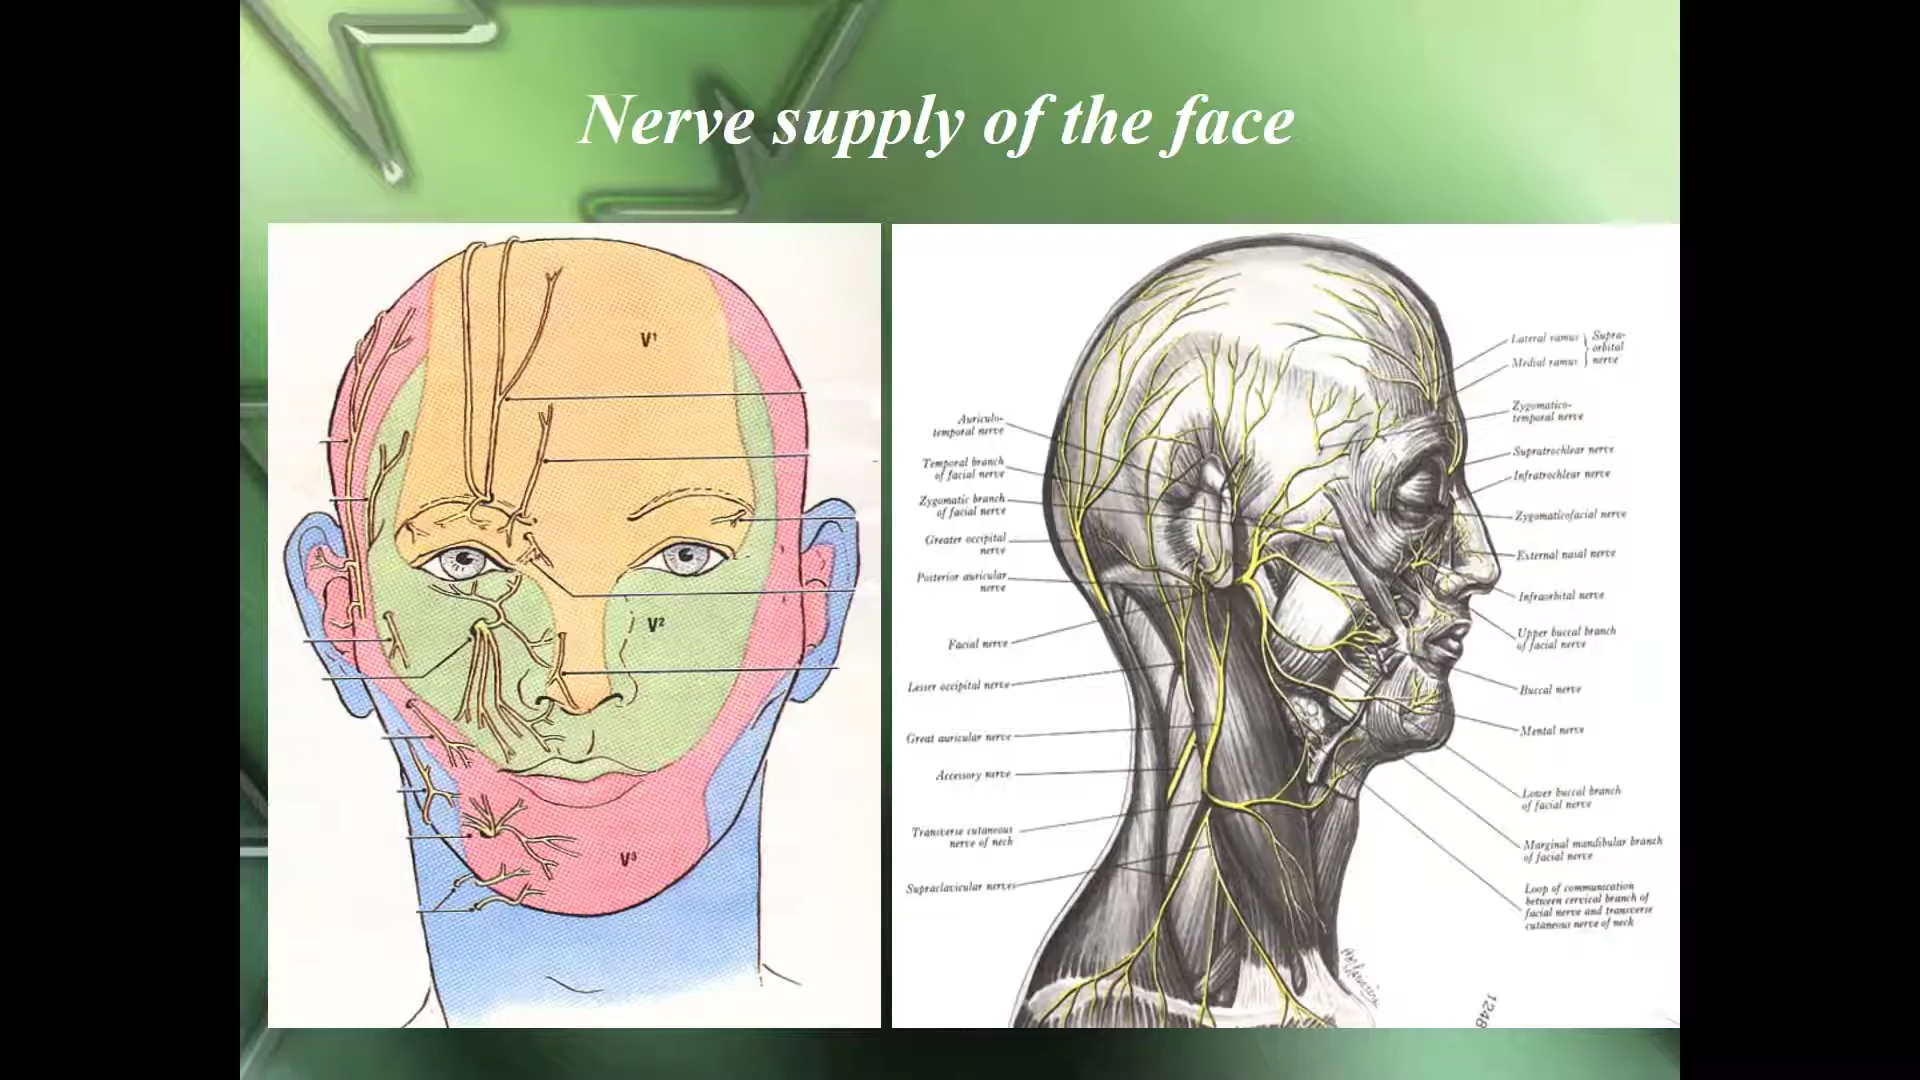 Nerve supply of the face
V¹
V²
V³
Auriculo-
temporal nerve
Temporal branch
of facial nerve
Zygomatic branch
of facial nerve
Greater occipital
nerve
Posterior auricular
nerve
Facial nerve
Lesser occipital nerve
Great auricular nerve
Accessory nerve
Transverse cutaneous
nerve of neck
Supraclavicular nerves
Lateral ramus
Medial ramus
Supra-
orbital
nerve
Zygomatico-
temporal nerve
Supratrochlear nerve
Infratrochlear nerve
Zygomaticofacial nerve
External nasal nerve
Infraorbital nerve
Upper buccal branch
of facial nerve
Buccal nerve
Mental nerve
Lower buccal branch
of facial nerve
Marginal mandibular branch
of facial nerve
Loop of communication
between cervical branch of
facial nerve and transverse
cutaneous nerve of neck
1248